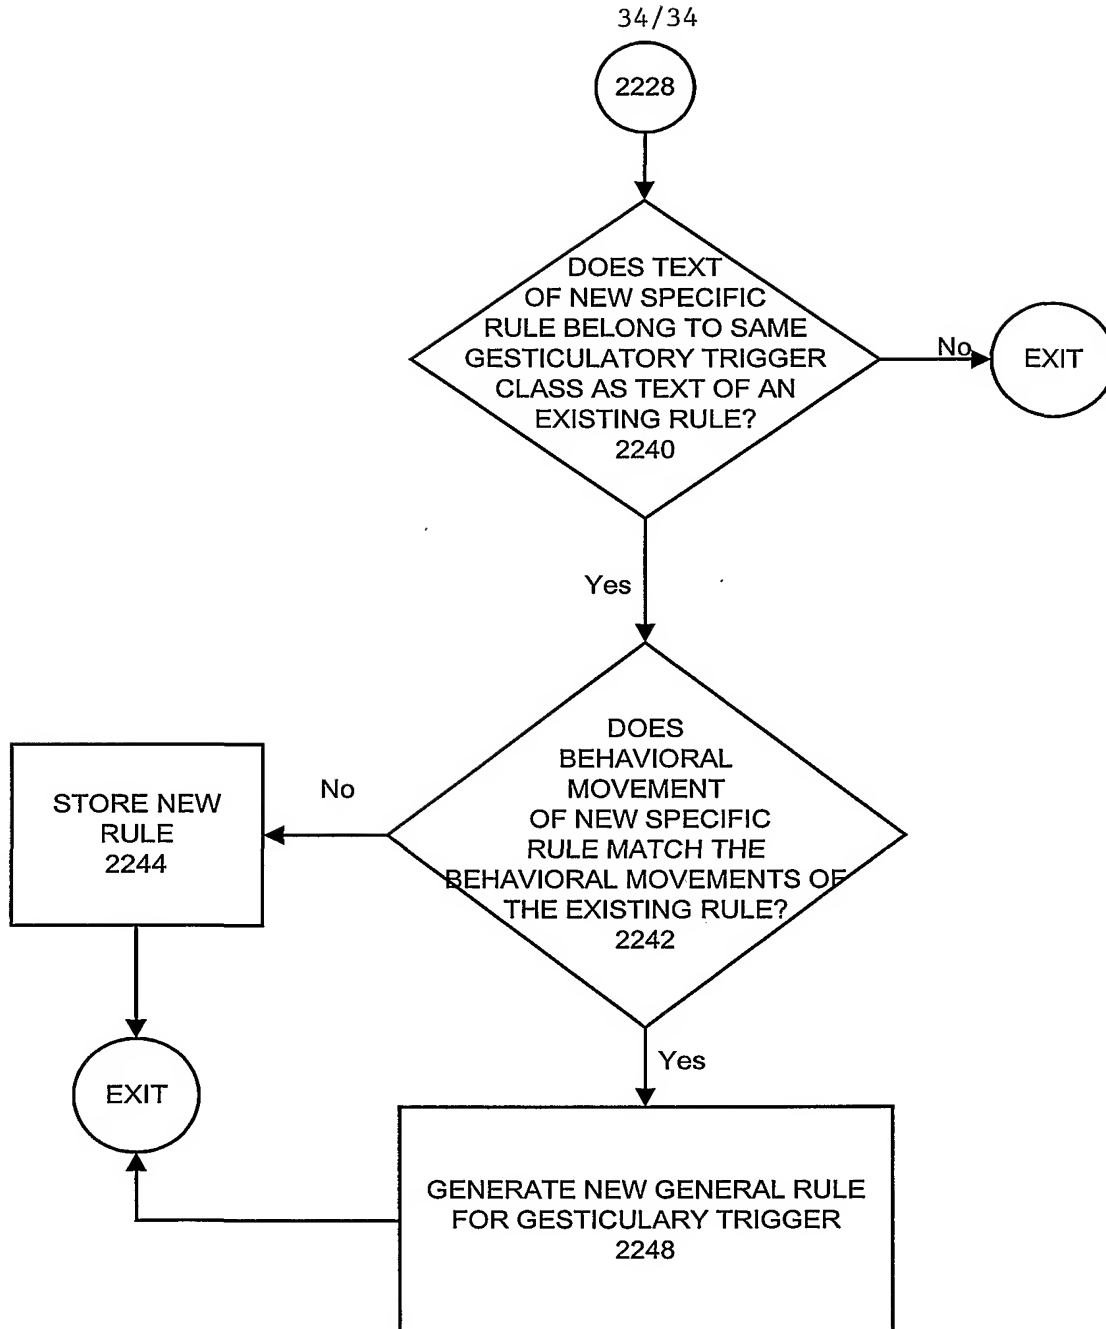 34/34
2228
DOES TEXT
OF NEW SPECIFIC
RULE BELONG TO SAME
GESTICULATORY TRIGGER
CLASS AS TEXT OF AN
EXISTING RULE?
2240
No
EXIT
Yes
DOES
BEHAVIORAL
MOVEMENT
OF NEW SPECIFIC
RULE MATCH THE
BEHAVIORAL MOVEMENTS OF
THE EXISTING RULE?
2242
No
STORE NEW
RULE
2244
EXIT
Yes
GENERATE NEW GENERAL RULE
FOR GESTICULARY TRIGGER
2248